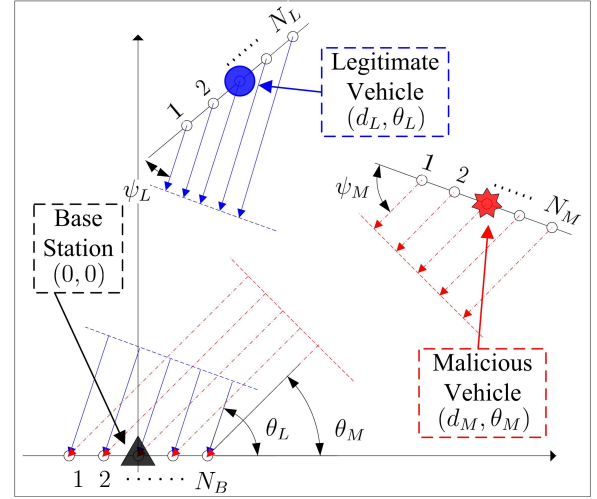 N_L
2
1
ψ_L
Legitimate
Vehicle
(d_L, θ_L)
1
2
N_M
ψ_M
Base
Station
(0, 0)
Malicious
Vehicle
(d_M, θ_M)
θ_L
θ_M
1 2 ······· N_B